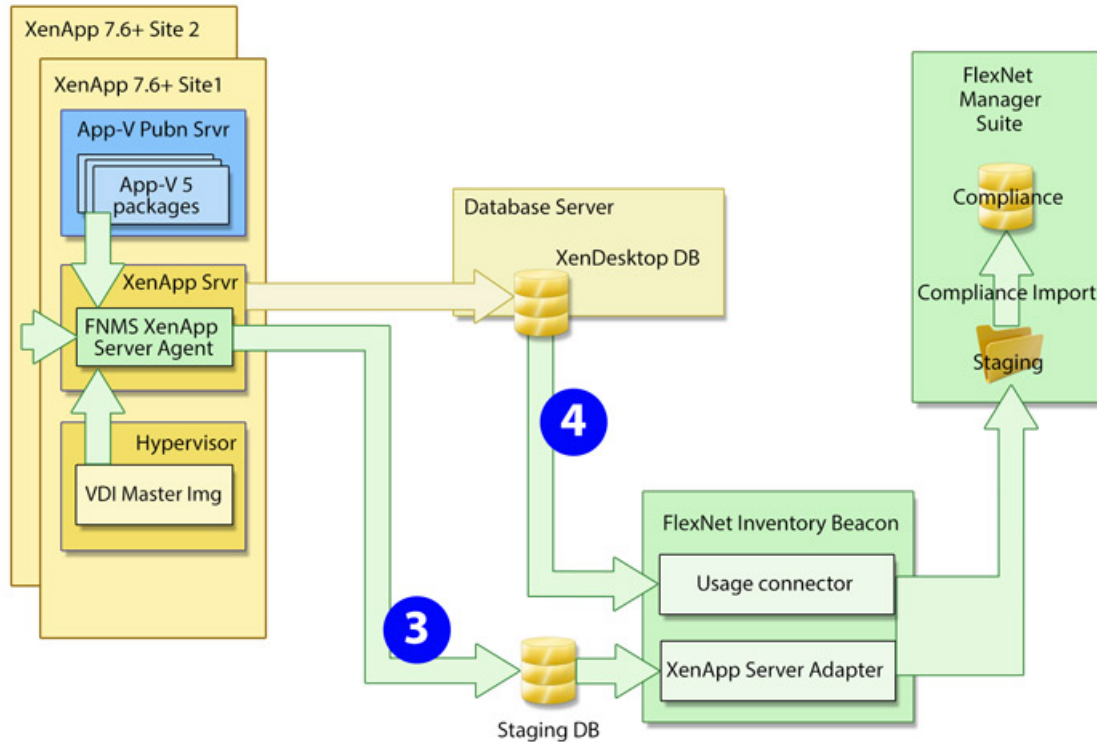 XenApp 7.6+ Site 2
XenApp 7.6+ Site1
App-V Pubn Srvr
App-V 5
packages
XenApp Srvr
FNMS XenApp
Server Agent
Hypervisor
VDI Master Img
Database Server
XenDesktop DB
4
3
Staging DB
FlexNet Inventory Beacon
Usage connector
XenApp Server Adapter
FlexNet
Manager
Suite
Compliance
Compliance Import
Staging